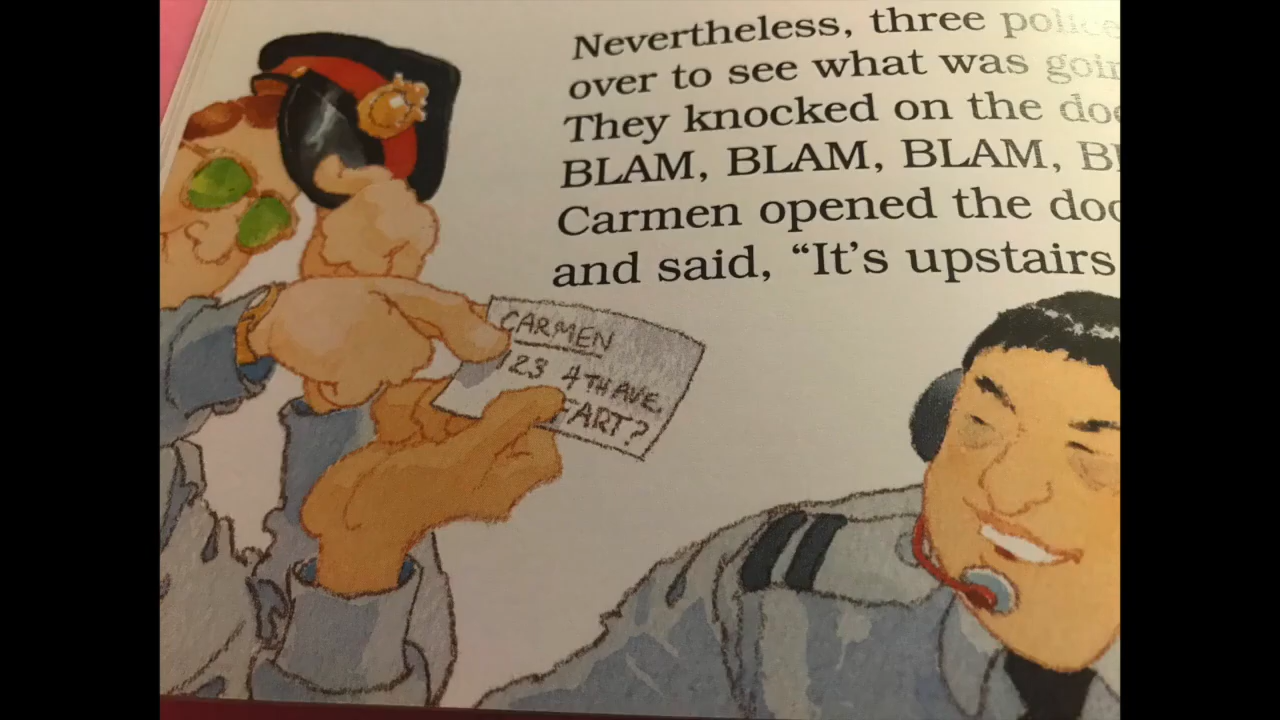 Nevertheless, three
over to see what was
They knocked on the
BLAM, BLAM, BLAM,
Carmen opened the
and said, “It’s upstairs
CARMEN
123 4TH AVE.
FART?